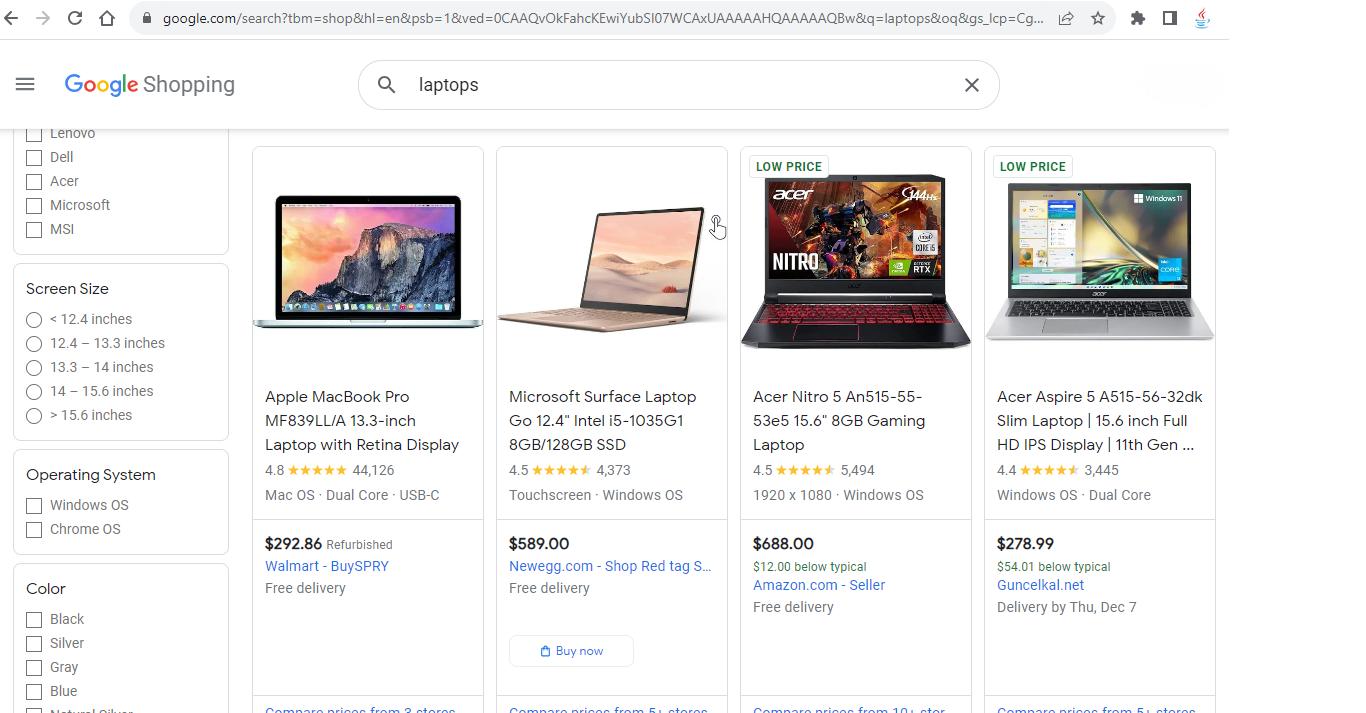 google.com/search?tbm=shop&hl=en&psb=1&ved=0CAAQvOkFahcKEwiYubSI07WCAxUAAAAAHQAAAAAQBw&q=laptops&oq&gs_lcp=Cg...
Google Shopping
laptops
Lenovo
Dell
Acer
Microsoft
MSI
Screen Size
< 12.4 inches
12.4 – 13.3 inches
13.3 – 14 inches
14 – 15.6 inches
> 15.6 inches
Operating System
Windows OS
Chrome OS
Color
Black
Silver
Gray
Blue
Natural Silver
Apple MacBook Pro
MF839LL/A 13.3-inch
Laptop with Retina Display
4.8 44,126
Mac OS · Dual Core · USB-C
$292.86 Refurbished
Walmart - BuySPRY
Free delivery
Compare prices from 3 stores
Microsoft Surface Laptop
Go 12.4" Intel i5-1035G1
8GB/128GB SSD
4.5 4,373
Touchscreen · Windows OS
$589.00
Newegg.com - Shop Red tag S...
Free delivery
Buy now
Compare prices from 5+ stores
LOW PRICE
acer
144Hz
NITRO
intel
CORE i5
GEFORCE
RTX
acer
Acer Nitro 5 An515-55-
53e5 15.6" 8GB Gaming
Laptop
4.5 5,494
1920 x 1080 · Windows OS
$688.00
$12.00 below typical
Amazon.com - Seller
Free delivery
Compare prices from 10+ stor
LOW PRICE
Windows 11
intel
CORE
acer
Acer Aspire 5 A515-56-32dk
Slim Laptop | 15.6 inch Full
HD IPS Display | 11th Gen ...
4.4 3,445
Windows OS · Dual Core
$278.99
$54.01 below typical
Guncelkal.net
Delivery by Thu, Dec 7
Compare prices from 5+ stores